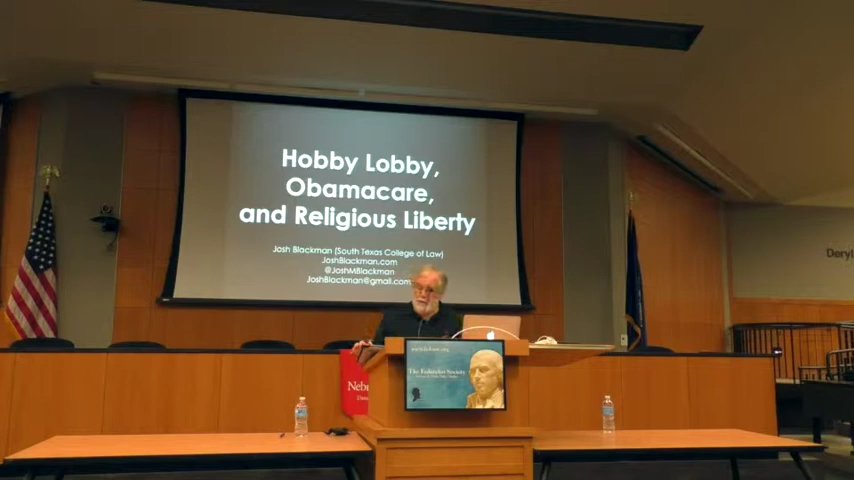 Hobby Lobby,
Obamacare,
and Religious Liberty
Josh Blackman (South Texas College of Law)
JoshBlackman.com
@JoshMBlackman
JoshBlackman@gmail.com
The Federalist Society
Deryl